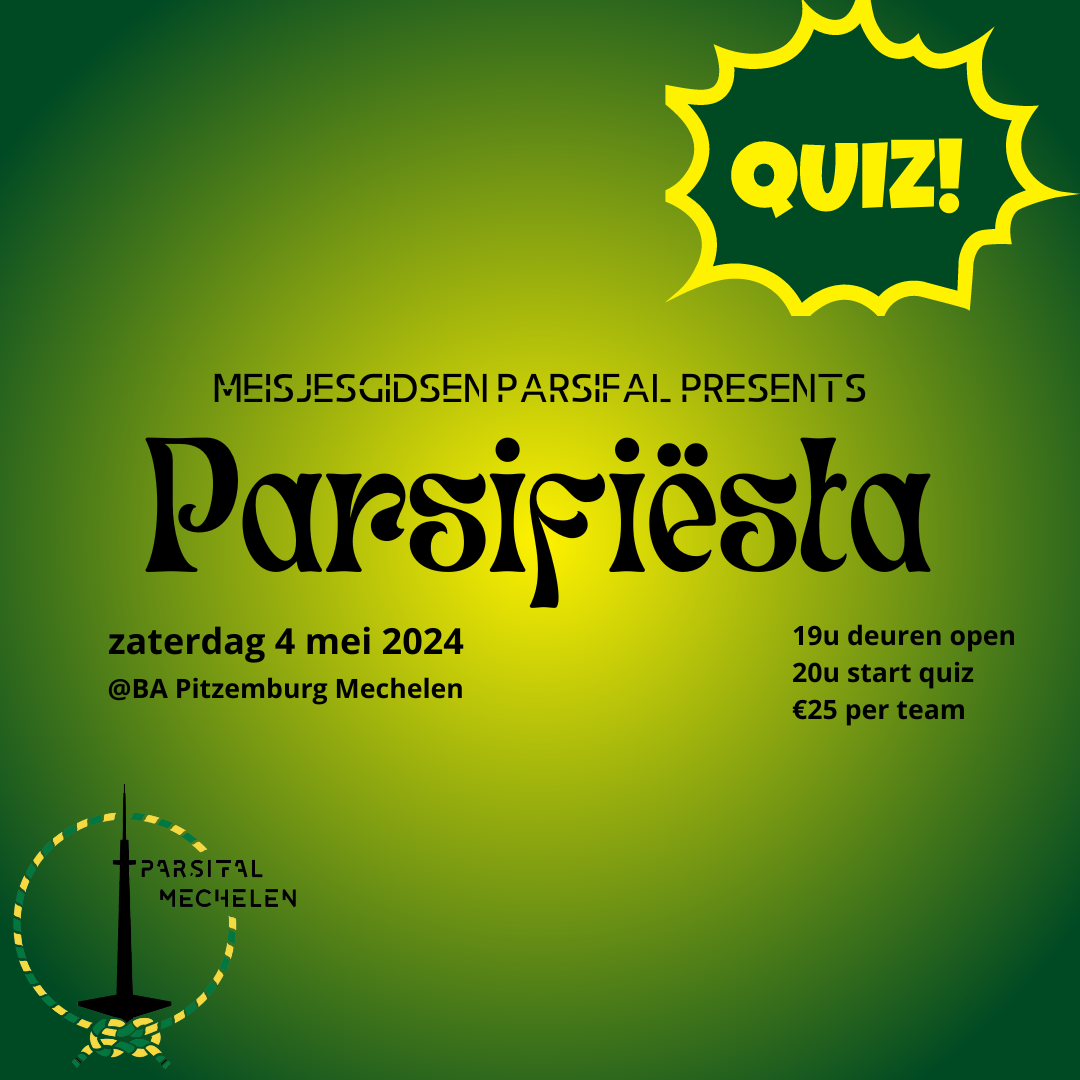 QUIZ!
MEISJESGIDSEN PARSIFAL PRESENTS
Parsifiësta
zaterdag 4 mei 2024
@BA Pitzemburg Mechelen
19u deuren open
20u start quiz
€25 per team
PARSIFAL
MECHELEN